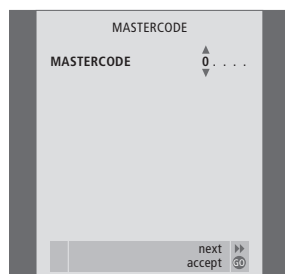 MASTERCODE
MASTERCODE 0 . . . .
next
accept GO